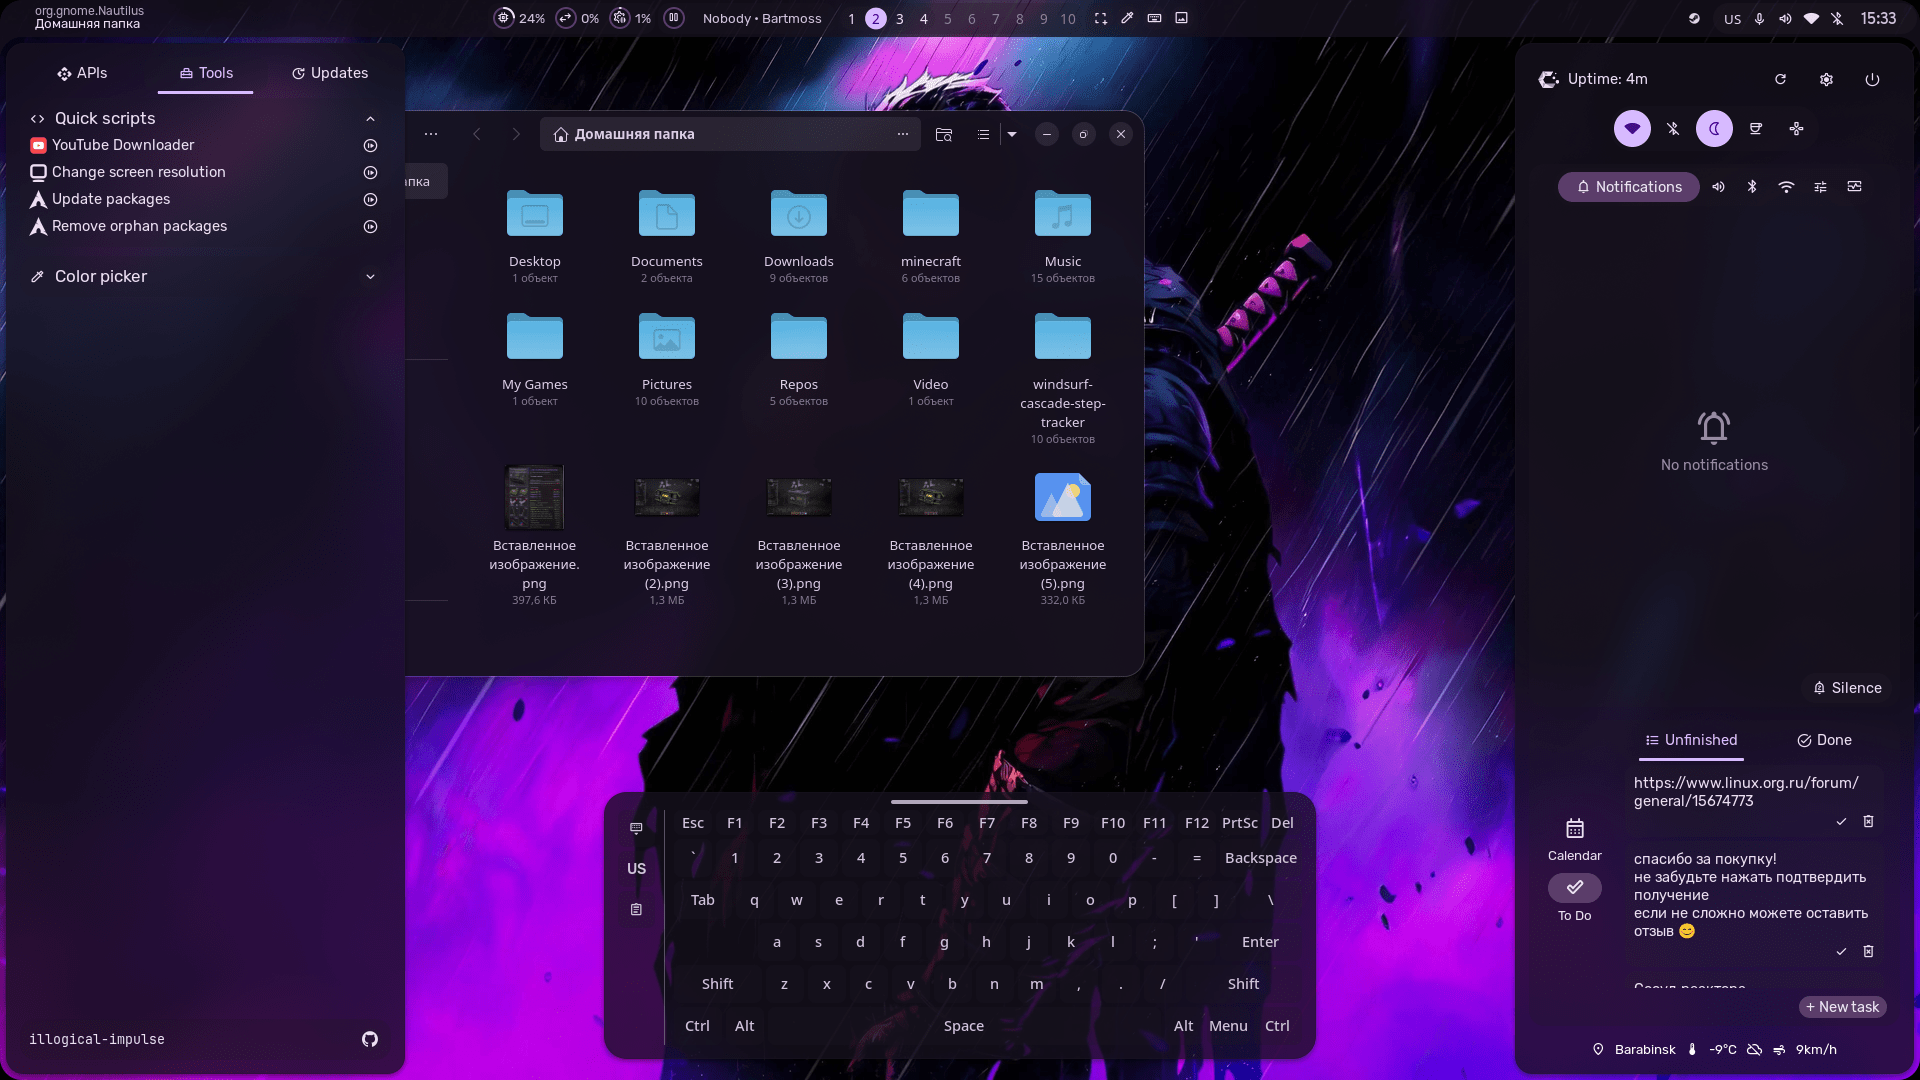 org.gnome.Nautilus
Домашняя папка
24% 0% 1% Nobody • Bartmoss 1 2 3 4 5 6 7 8 9 10
US 15:33
APIs Tools Updates
Quick scripts
YouTube Downloader
Change screen resolution
Update packages
Remove orphan packages
Color picker
illogical-impulse
Домашняя папка
Desktop Documents Downloads minecraft Music
1 объект 2 объекта 9 объектов 6 объектов 15 объектов
My Games Pictures Repos Video windsurf-
cascade-step-
tracker
1 объект 10 объектов 5 объектов 1 объект 10 объектов
Вставленное Вставленное Вставленное Вставленное Вставленное
изображение. изображение изображение изображение изображение
png (2).png (3).png (4).png (5).png
397,6 КБ 1,3 МБ 1,3 МБ 1,3 МБ 332,0 КБ
Esc F1 F2 F3 F4 F5 F6 F7 F8 F9 F10 F11 F12 PrtSc Del
` 1 2 3 4 5 6 7 8 9 0 - = Backspace
US
Tab q w e r t y u i o p [ ] \
a s d f g h j k l ; ' Enter
Shift z x c v b n m , . / Shift
Ctrl Alt Space Alt Menu Ctrl
Uptime: 4m
Notifications
No notifications
Silence
Unfinished Done
https://www.linux.org.ru/forum/
general/15674773
Calendar
To Do
спасибо за покупку!
не забудьте нажать подтвердить
получение
если не сложно можете оставить
отзыв 😊
+ New task
Barabinsk -9°C 9km/h